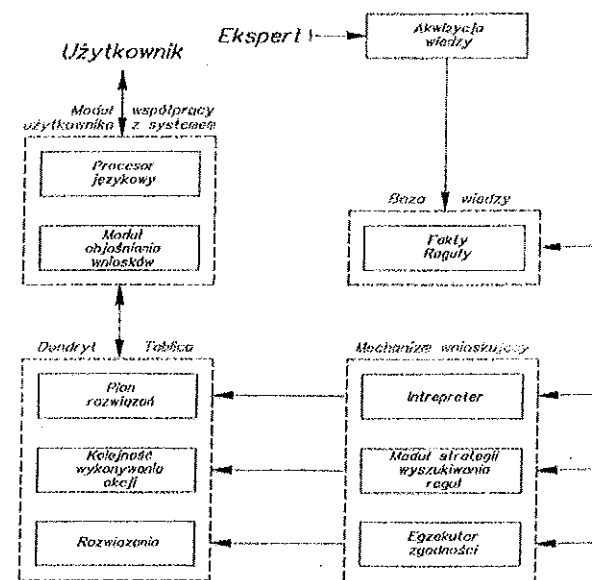 Użytkownik
Ekspert
Akwizycja
wiedzy
Moduł współpracy
użytkownika z systemem
Procesor
językowy
Moduł
objaśniania
wniosków
Baza wiedzy
Fakty
Reguły
Dendryt Tablica
Plan
rozwiązań
Kolejność
wykonywania
akcji
Rozwiązania
Mechanizm wnioskujący
Intrepreter
Moduł strategii
wyszukiwania
reguł
Egzekutor
zgodności